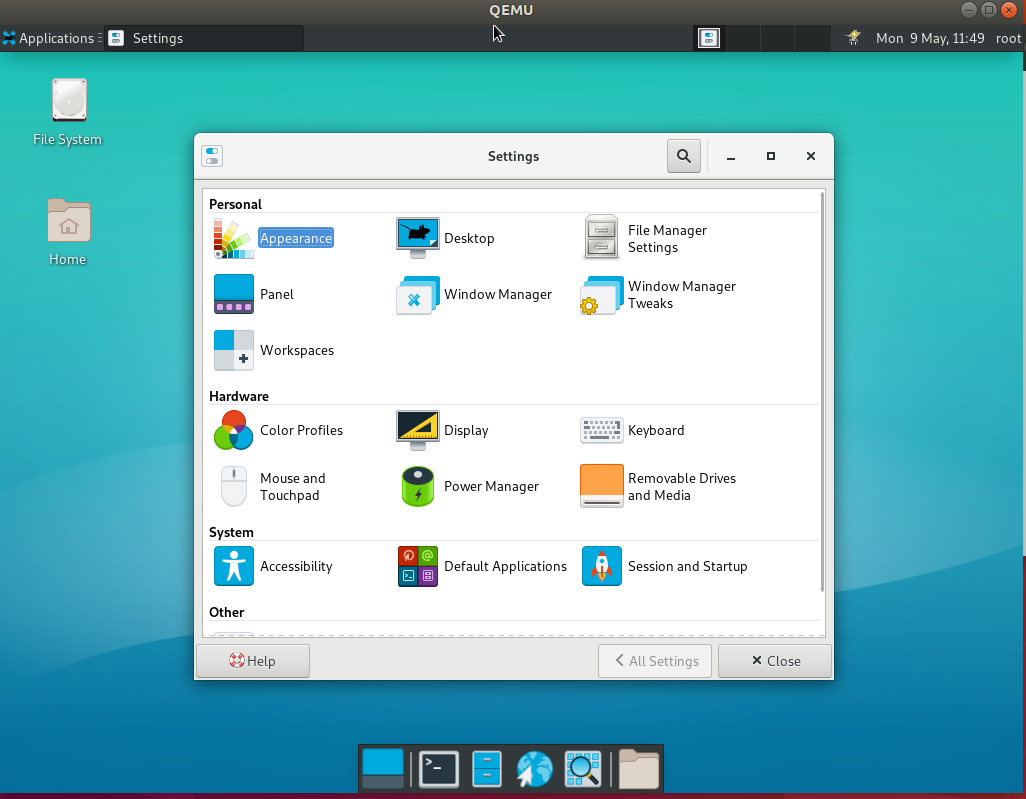 QEMU
Applications
Settings
Mon 9 May, 11:49
root
File System
Home
Settings
Personal
Appearance
Desktop
File Manager
Settings
Panel
Window Manager
Window Manager
Tweaks
Workspaces
Hardware
Color Profiles
Display
Keyboard
Mouse and
Touchpad
Power Manager
Removable Drives
and Media
System
Accessibility
Default Applications
Session and Startup
Other
Help
All Settings
Close